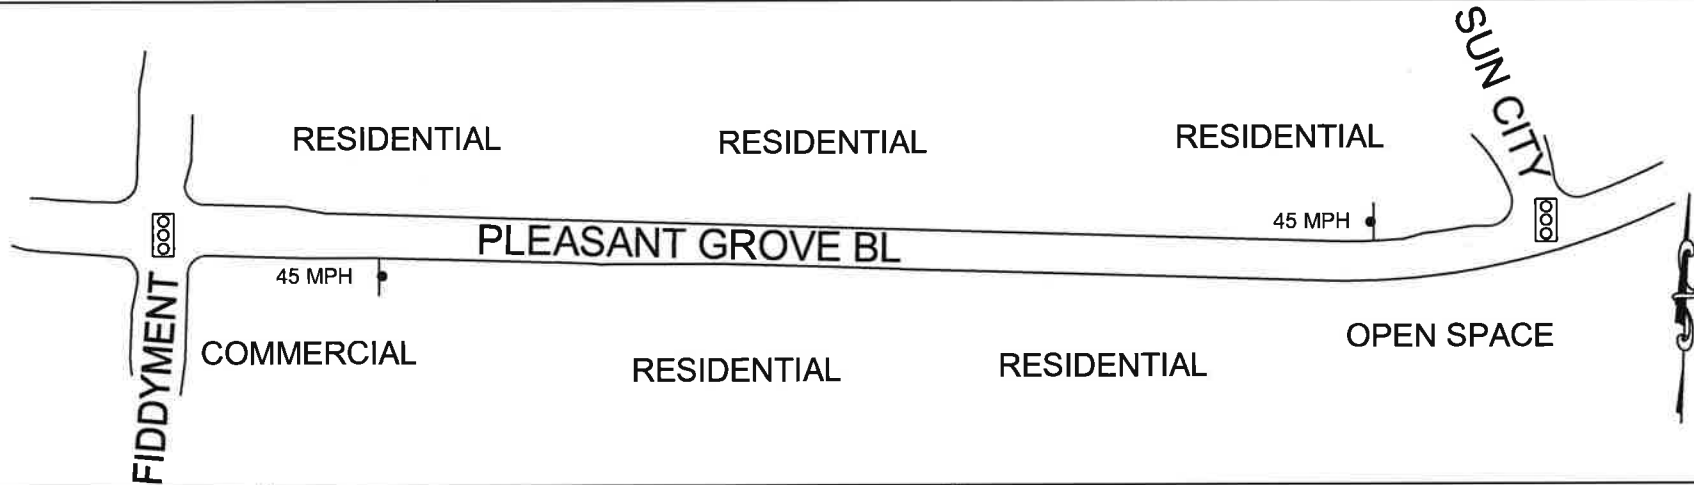 SUN CITY
RESIDENTIAL
RESIDENTIAL
RESIDENTIAL
45 MPH
PLEASANT GROVE BL
45 MPH
FIDDYMENT
COMMERCIAL
RESIDENTIAL
RESIDENTIAL
OPEN SPACE